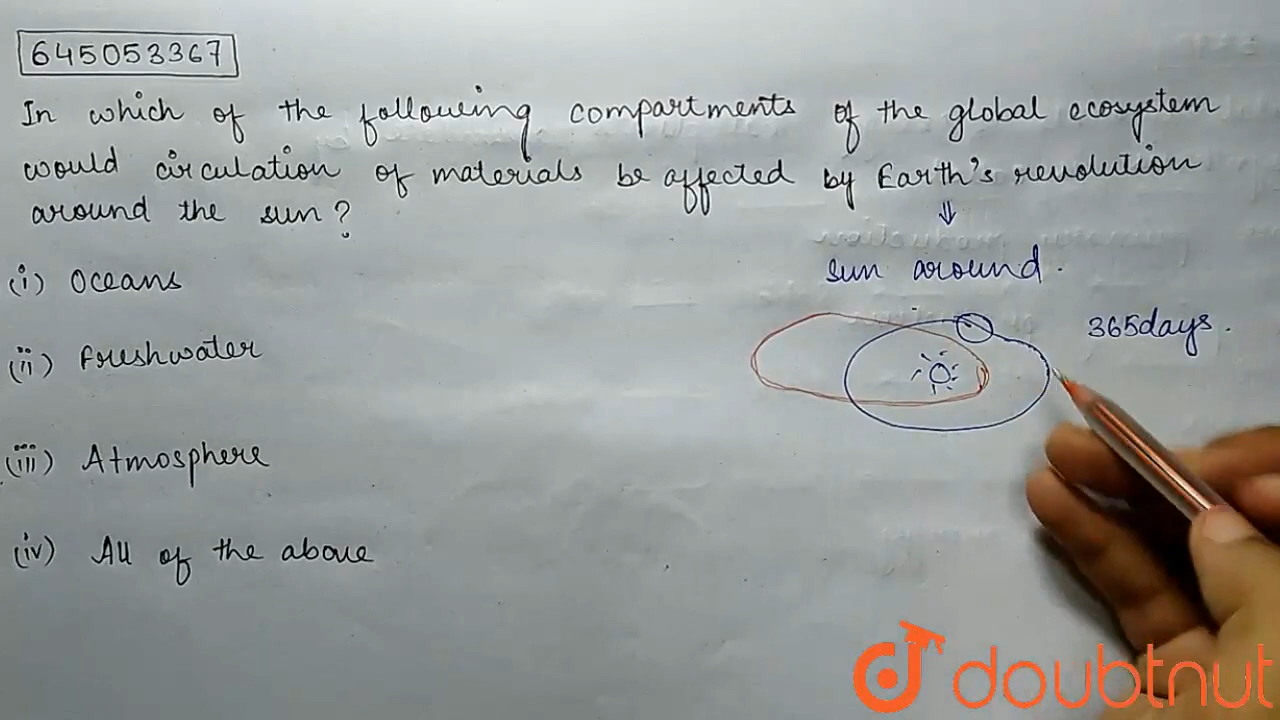 645053367
In which of the following compartments of the global ecosystem
would circulation of materials be affected by Earth's revolution
around the sun?
⇓
sun around.
(i) Oceans
365days.
(ii) Freshwater
(iii) Atmosphere
(iv) All of the above
doubtnut